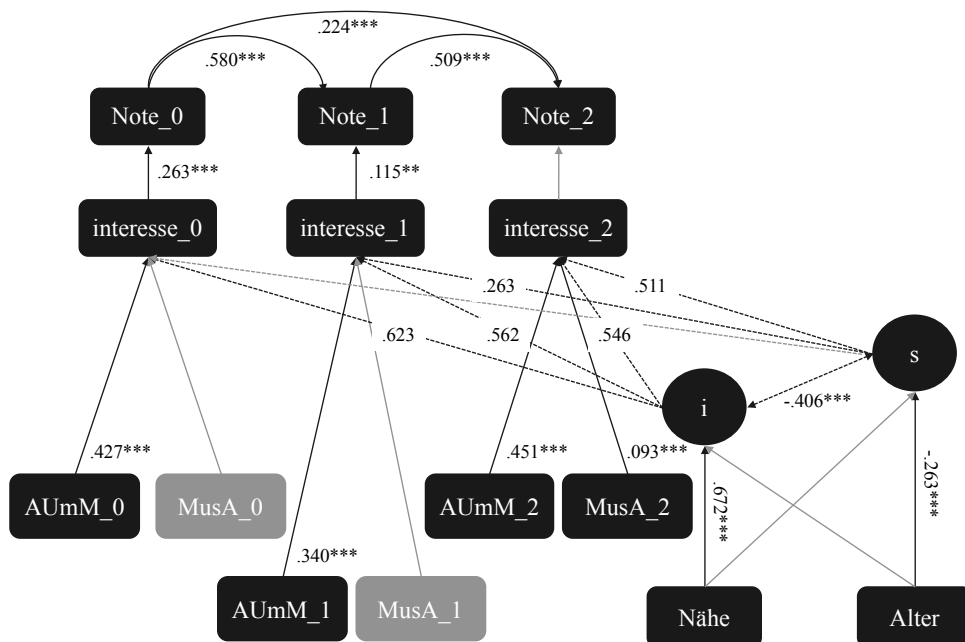 .224***
.580***
.509***
Note_0
Note_1
Note_2
.263***
.115**
interesse_0
interesse_1
interesse_2
.263
.511
.623
.562
.546
s
i
-.406***
.427***
.451***
.093***
AUmM_0
MusA_0
AUmM_2
MusA_2
.672***
-.263***
.340***
AUmM_1
MusA_1
Nähe
Alter